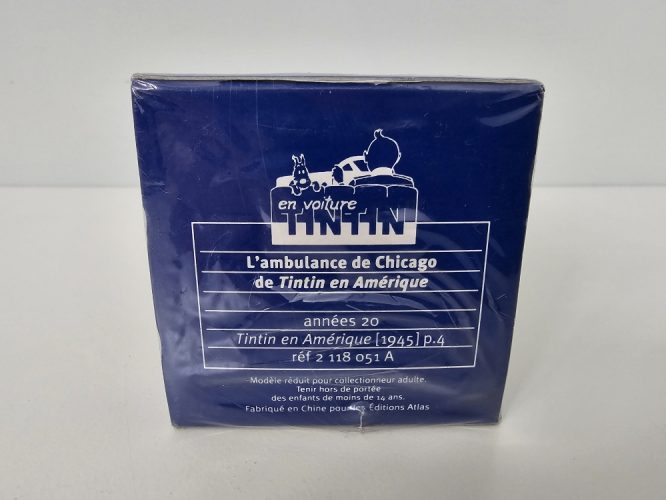 en voiture
TINTIN
L'ambulance de Chicago
de Tintin en Amérique
années 20
Tintin en Amérique [1945] p.4
réf 2 118 051 A
Modèle réduit pour collectionneur adulte.
Tenir hors de portée
des enfants de moins de 14 ans.
Fabriqué en Chine pour les Éditions Atlas